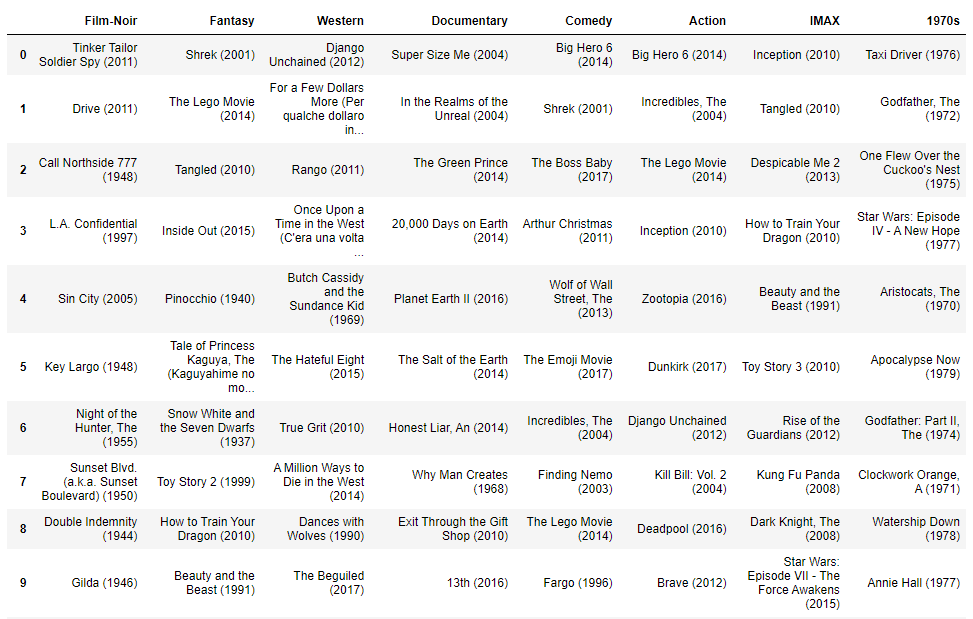 Film-Noir Fantasy Western Documentary Comedy Action IMAX 1970s
0
Tinker Tailor
Soldier Spy (2011)
Shrek (2001)
Django
Unchained (2012)
Super Size Me (2004)
Big Hero 6
(2014)
Big Hero 6 (2014)
Inception (2010)
Taxi Driver (1976)
1
Drive (2011)
The Lego Movie
(2014)
For a Few Dollars
More (Per
qualche dollaro
in...
In the Realms of the
Unreal (2004)
Shrek (2001)
Incredibles, The
(2004)
Tangled (2010)
Godfather, The
(1972)
2
Call Northside 777
(1948)
Tangled (2010)
Rango (2011)
The Green Prince
(2014)
The Boss Baby
(2017)
The Lego Movie
(2014)
Despicable Me 2
(2013)
One Flew Over the
Cuckoo's Nest
(1975)
3
L.A. Confidential
(1997)
Inside Out (2015)
Once Upon a
Time in the West
(C'era una volta
...
20,000 Days on Earth
(2014)
Arthur Christmas
(2011)
Inception (2010)
How to Train Your
Dragon (2010)
Star Wars: Episode
IV - A New Hope
(1977)
4
Sin City (2005)
Pinocchio (1940)
Butch Cassidy
and the
Sundance Kid
(1969)
Planet Earth II (2016)
Wolf of Wall
Street, The
(2013)
Zootopia (2016)
Beauty and the
Beast (1991)
Aristocats, The
(1970)
5
Key Largo (1948)
Tale of Princess
Kaguya, The
(Kaguyahime no
mo...
The Hateful Eight
(2015)
The Salt of the Earth
(2014)
The Emoji Movie
(2017)
Dunkirk (2017)
Toy Story 3 (2010)
Apocalypse Now
(1979)
6
Night of the
Hunter, The
(1955)
Snow White and
the Seven Dwarfs
(1937)
True Grit (2010)
Honest Liar, An (2014)
Incredibles, The
(2004)
Django Unchained
(2012)
Rise of the
Guardians (2012)
Godfather: Part II,
The (1974)
7
Sunset Blvd.
(a.k.a. Sunset
Boulevard) (1950)
Toy Story 2 (1999)
A Million Ways to
Die in the West
(2014)
Why Man Creates
(1968)
Finding Nemo
(2003)
Kill Bill: Vol. 2
(2004)
Kung Fu Panda
(2008)
Clockwork Orange,
A (1971)
8
Double Indemnity
(1944)
How to Train Your
Dragon (2010)
Dances with
Wolves (1990)
Exit Through the Gift
Shop (2010)
The Lego Movie
(2014)
Deadpool (2016)
Dark Knight, The
(2008)
Watership Down
(1978)
9
Gilda (1946)
Beauty and the
Beast (1991)
The Beguiled
(2017)
13th (2016)
Fargo (1996)
Brave (2012)
Star Wars:
Episode VII - The
Force Awakens
(2015)
Annie Hall (1977)